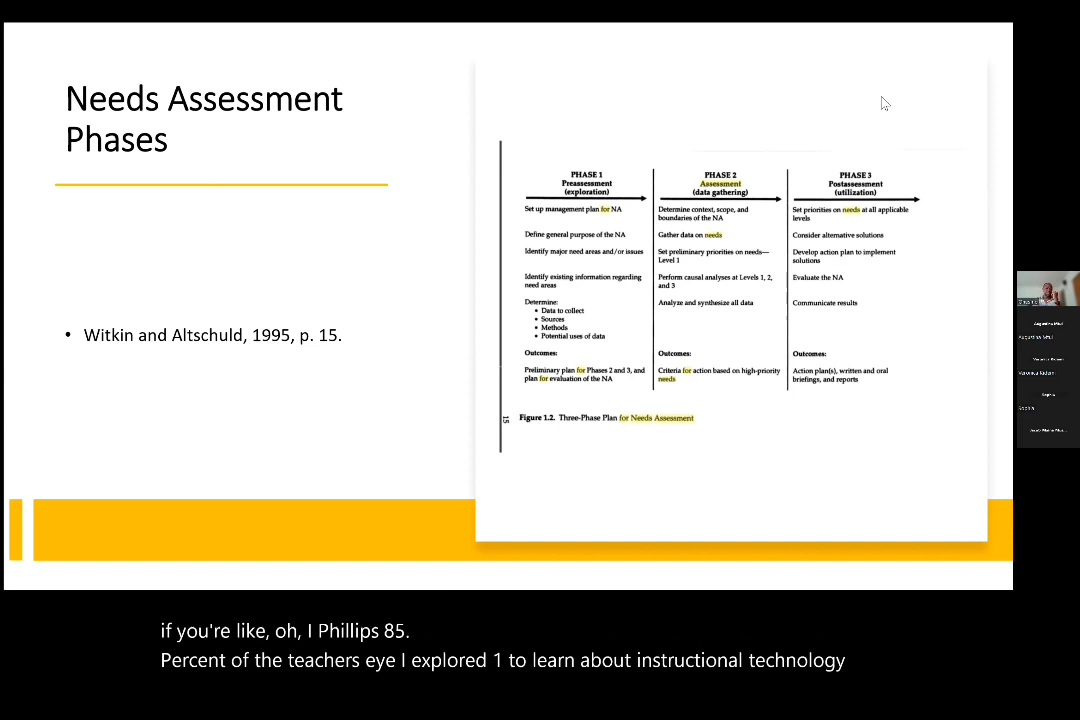 Needs Assessment
Phases
• Witkin and Altschuld, 1995, p. 15.
PHASE 1
Preassessment
(exploration)
Set up management plan for NA
Define general purpose of the NA
Identify major need areas and/or issues
Identify existing information regarding
need areas
Determine:
• Data to collect
• Sources
• Methods
• Potential uses of data
Outcomes:
Preliminary plan for Phases 2 and 3, and
plan for evaluation of the NA
PHASE 2
Assessment
(data gathering)
Determine context, scope, and
boundaries of the NA
Gather data on needs
Set preliminary priorities on needs—
Level 1
Perform causal analyses at Levels 1, 2,
and 3
Analyze and synthesize all data
Outcomes:
Criteria for action based on high-priority
needs
PHASE 3
Postassessment
(utilization)
Set priorities on needs at all applicable
levels
Consider alternative solutions
Develop action plan to implement
solutions
Evaluate the NA
Communicate results
Outcomes:
Action plan(s), written and oral
briefings, and reports
15
Figure 1.2. Three-Phase Plan for Needs Assessment
Augustina Ntul
Veronica Kidemi
Sophia
Sophia
if you're like, oh, I Phillips 85.
Percent of the teachers eye I explored 1 to learn about instructional technology